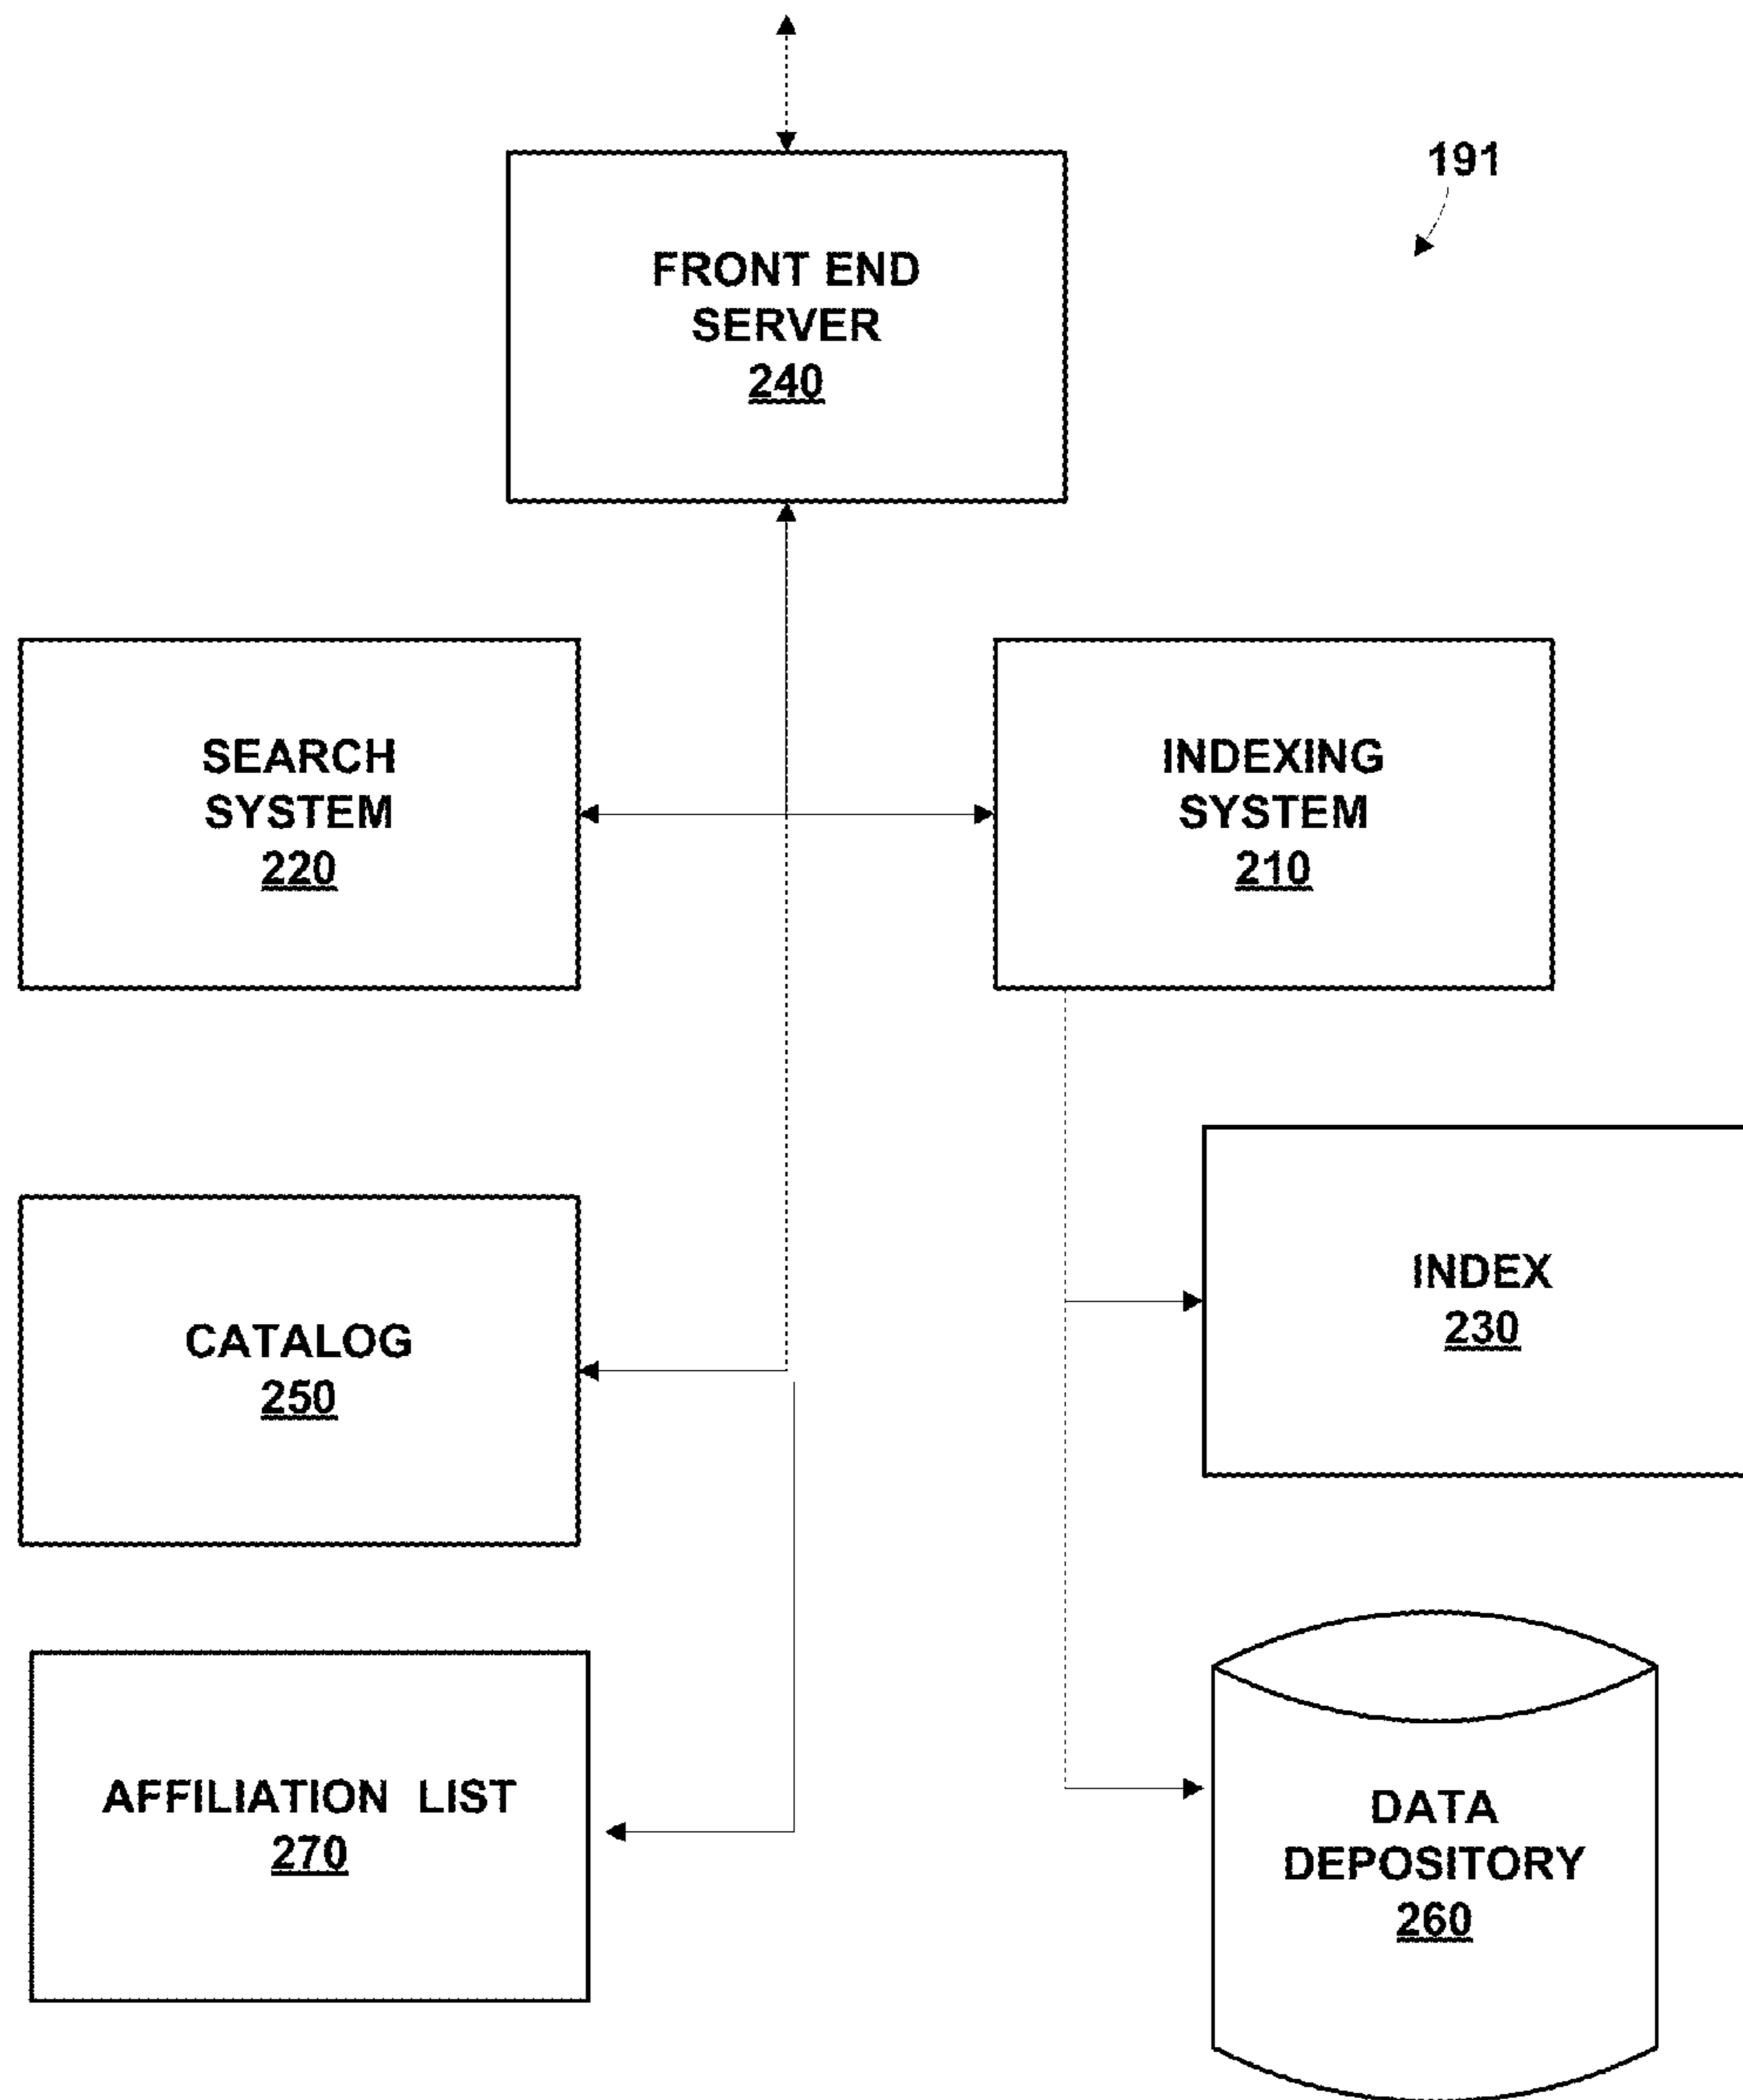 191
FRONT END
SERVER
240
SEARCH
SYSTEM
220
INDEXING
SYSTEM
210
INDEX
230
CATALOG
250
AFFILIATION LIST
270
DATA
DEPOSITORY
260